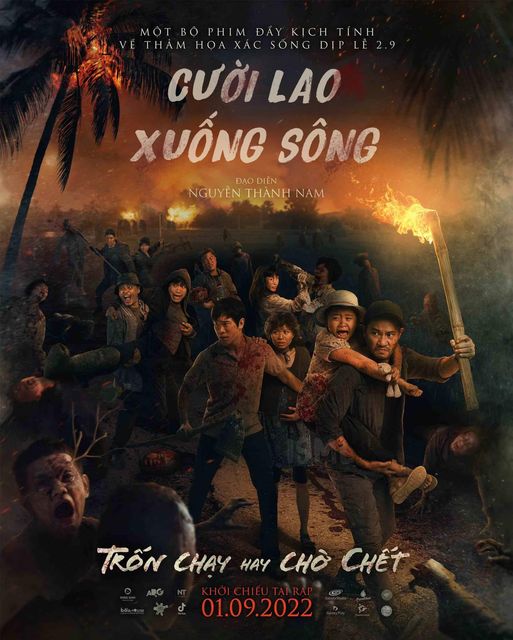 MỘT BỘ PHIM ĐẦY KỊCH TÍNH
VỀ THẢM HỌA XÁC SỐNG DỊP LỄ 2.9
CƯỜI LAO
XUỐNG SÔNG
ĐẠO DIỄN
NGUYỄN THÀNH NAM
TRỐN CHẠY HAY CHỜ CHẾT
KHỞI CHIẾU TẠI RẠP
01.09.2022